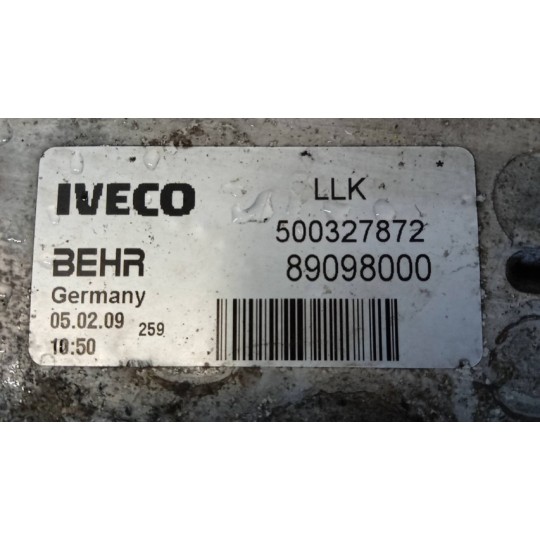 IVECO LLK *
500327872
BEHR 89098000
Germany
05.02.09 259
10:50